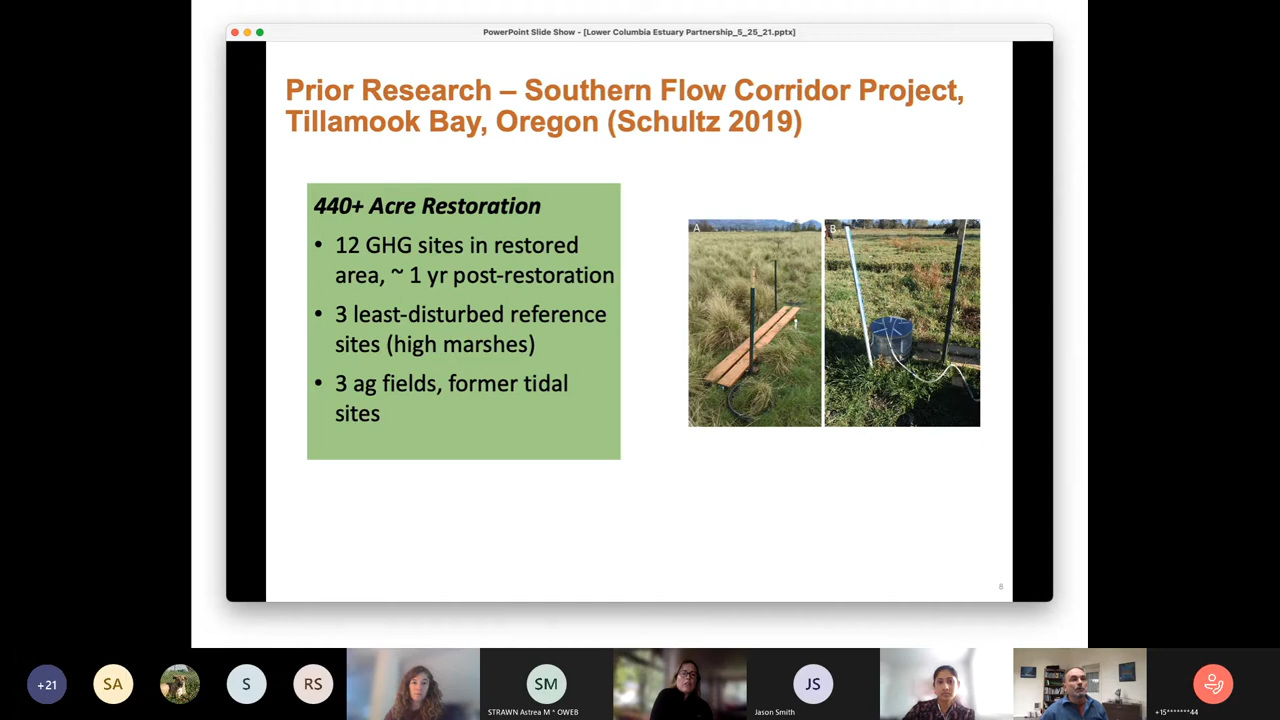 PowerPoint Slide Show - [Lower Columbia Estuary Partnership_5_25_21.pptx]
Prior Research – Southern Flow Corridor Project,
Tillamook Bay, Oregon (Schultz 2019)
440+ Acre Restoration
• 12 GHG sites in restored
area, ~ 1 yr post-restoration
• 3 least-disturbed reference
sites (high marshes)
• 3 ag fields, former tidal
sites
A
B
8
+21
SA
S
RS
SM
STRAWN Astrea M * OWEB
JS
Jason Smith
+15*******44